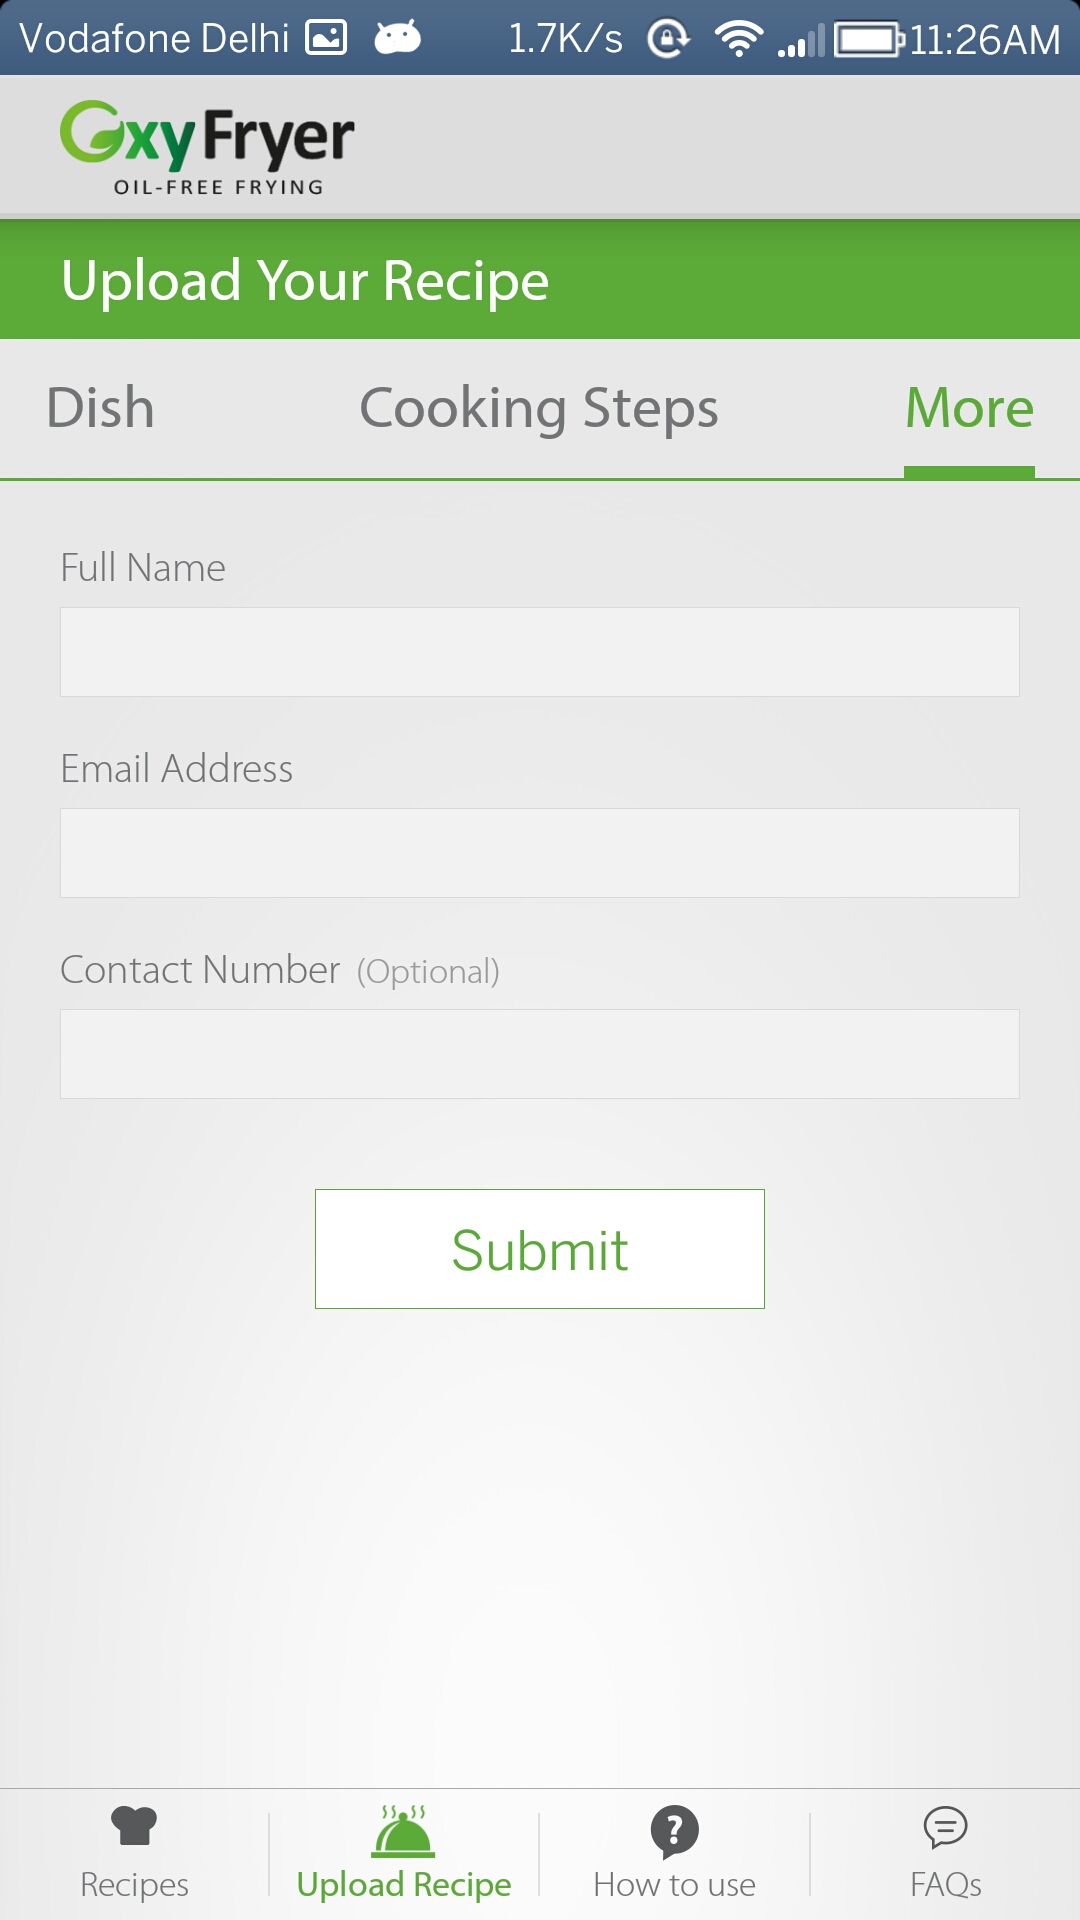 Vodafone Delhi 1.7K/s 11:26AM
OxyFryer
OIL-FREE FRYING
Upload Your Recipe
Dish Cooking Steps More
Full Name
Email Address
Contact Number (Optional)
Submit
Recipes Upload Recipe How to use FAQs